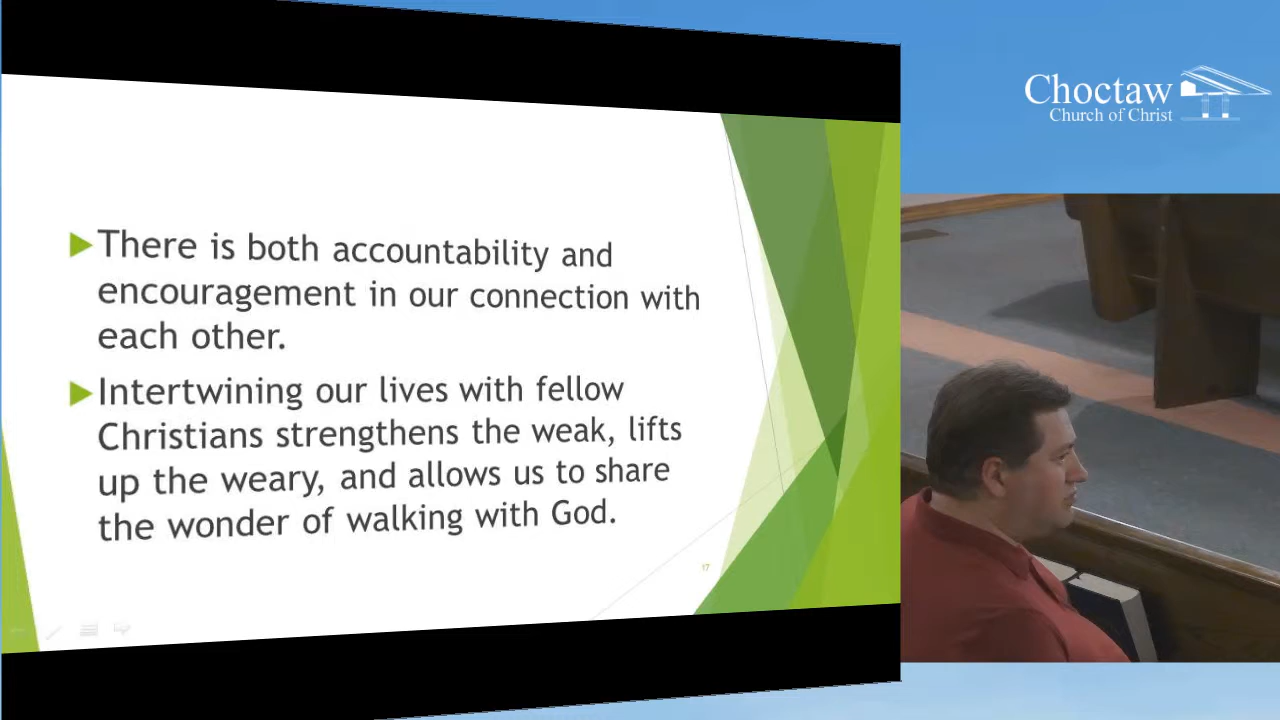 Choctaw
Church of Christ
There is both accountability and
encouragement in our connection with
each other.
Intertwining our lives with fellow
Christians strengthens the weak, lifts
up the weary, and allows us to share
the wonder of walking with God.
17